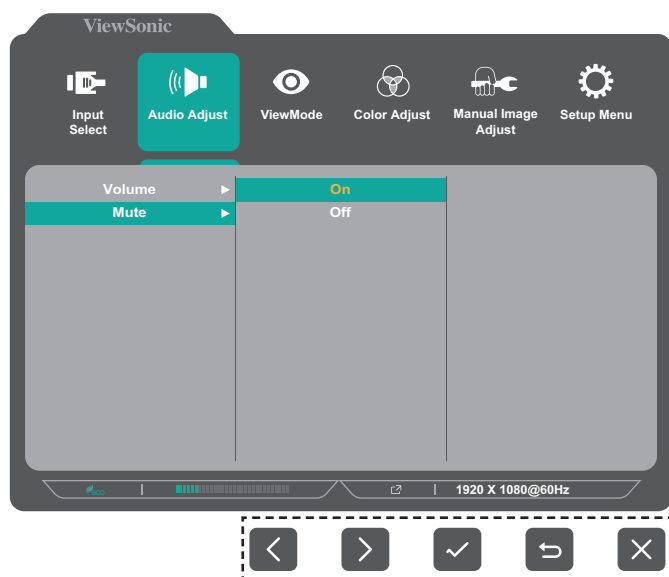 ViewSonic
Input
Select
Audio Adjust
ViewMode
Color Adjust
Manual Image
Adjust
Setup Menu
Volume
On
Mute
Off
eco
1920 X 1080@60Hz